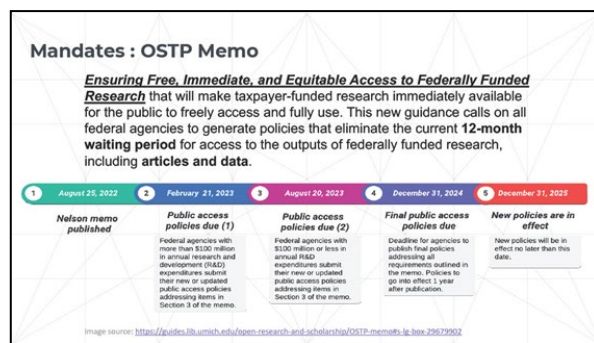 Mandates : OSTP Memo
Ensuring Free, Immediate, and Equitable Access to Federally Funded
Research that will make taxpayer-funded research immediately available
for the public to freely access and fully use. This new guidance calls on all
federal agencies to generate policies that eliminate the current 12-month
waiting period for access to the outputs of federally funded research,
including articles and data.
1 August 25, 2022
Nelson memo
published
2 February 21, 2023
Public access
policies due (1)
Federal agencies with
more than $100 million
in annual research and
development (R&D)
expenditures submit
their new or updated
public access policies
addressing items in
Section 3 of the memo.
3 August 20, 2023
Public access
policies due (2)
Federal agencies with
$100 million or less in
annual R&D
expenditures submit
their new or updated
public access policies
addressing items in
Section 3 of the memo.
4 December 31, 2024
Final public access
policies due
Deadline for agencies to
publish final policies
addressing all
requirements outlined in
the memo. Policies to
go into effect 1 year
after publication.
5 December 31, 2025
New policies are in
effect
New policies will be in
effect no later than this
date.
Image source: https://guides.lib.umich.edu/open-research-and-scholarship/OSTP-memo#s-lg-box-29679902